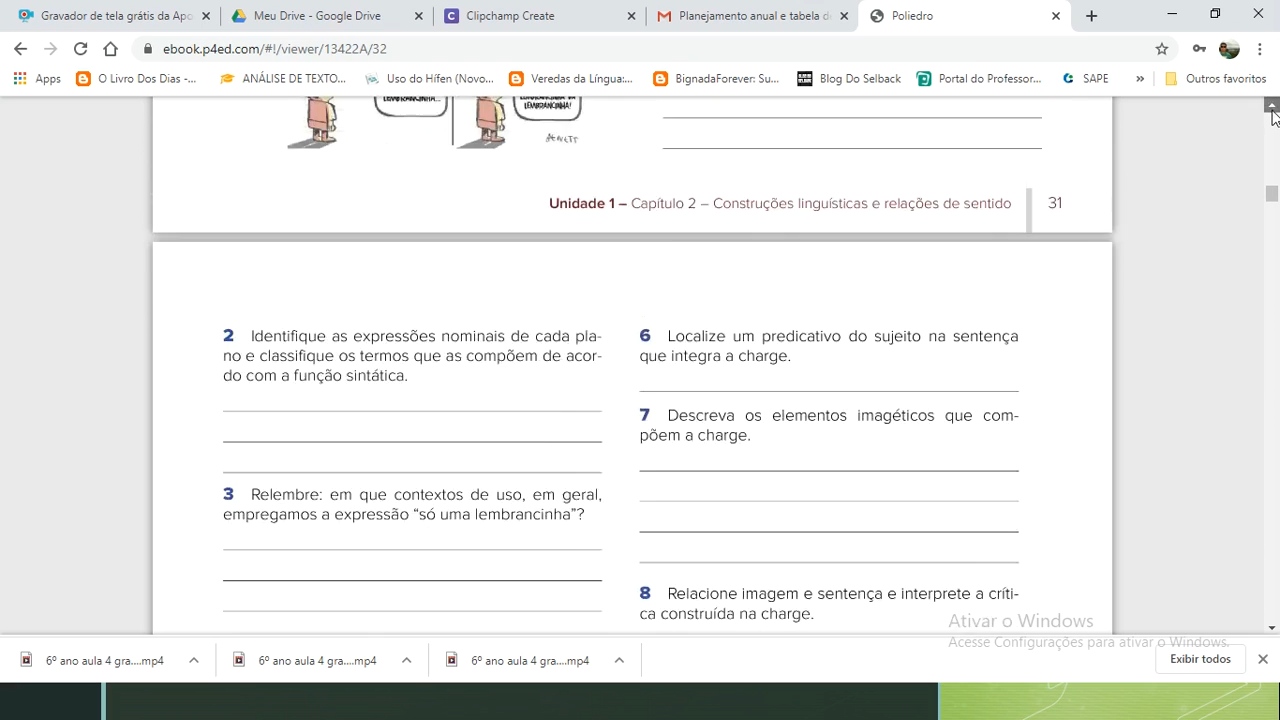 Gravador de tela grátis da Apo
Meu Drive - Google Drive
Clipchamp Create
Planejamento anual e tabela de
Poliedro
ebook.p4ed.com/#!/viewer/13422A/32
Apps
O Livro Dos Dias -...
ANÁLISE DE TEXTO...
Uso do Hífen (Novo...
Veredas da Língua:...
BignadaForever: Su...
Blog Do Selback
Portal do Professor...
SAPE
»
Outros favoritos
LEMBRANCINHA...
LEMBRANCINHA!
Unidade 1 – Capítulo 2 – Construções linguísticas e relações de sentido
31
2 Identifique as expressões nominais de cada pla-
no e classifique os termos que as compõem de acor-
do com a função sintática.
3 Relembre: em que contextos de uso, em geral,
empregamos a expressão “só uma lembrancinha”?
6 Localize um predicativo do sujeito na sentença
que integra a charge.
7 Descreva os elementos imagéticos que com-
põem a charge.
8 Relacione imagem e sentença e interprete a críti-
ca construída na charge.
Ativar o Windows
Acesse Configurações para ativar o Windows.
6º ano aula 4 gra....mp4
6º ano aula 4 gra....mp4
6º ano aula 4 gra....mp4
Exibir todos